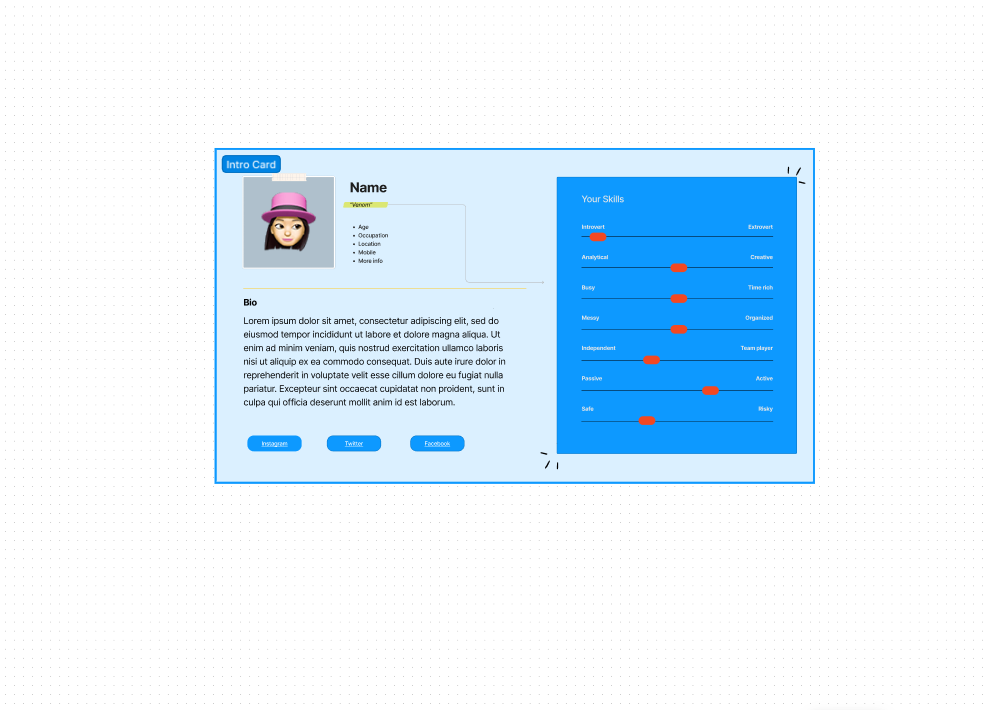 Intro Card
Name
"Venom"
Age
Occupation
Location
Moblie
More info
Bio
Lorem ipsum dolor sit amet, consectetur adipiscing elit, sed do
eiusmod tempor incididunt ut labore et dolore magna aliqua. Ut
enim ad minim veniam, quis nostrud exercitation ullamco laboris
nisi ut aliquip ex ea commodo consequat. Duis aute irure dolor in
reprehenderit in voluptate velit esse cillum dolore eu fugiat nulla
pariatur. Excepteur sint occaecat cupidatat non proident, sunt in
culpa qui officia deserunt mollit anim id est laborum.
Instagram Twitter Facebook
Your Skills
Introvert Extrovert
Analytical Creative
Busy Time rich
Messy Organized
Independent Team player
Passive Active
Safe Risky